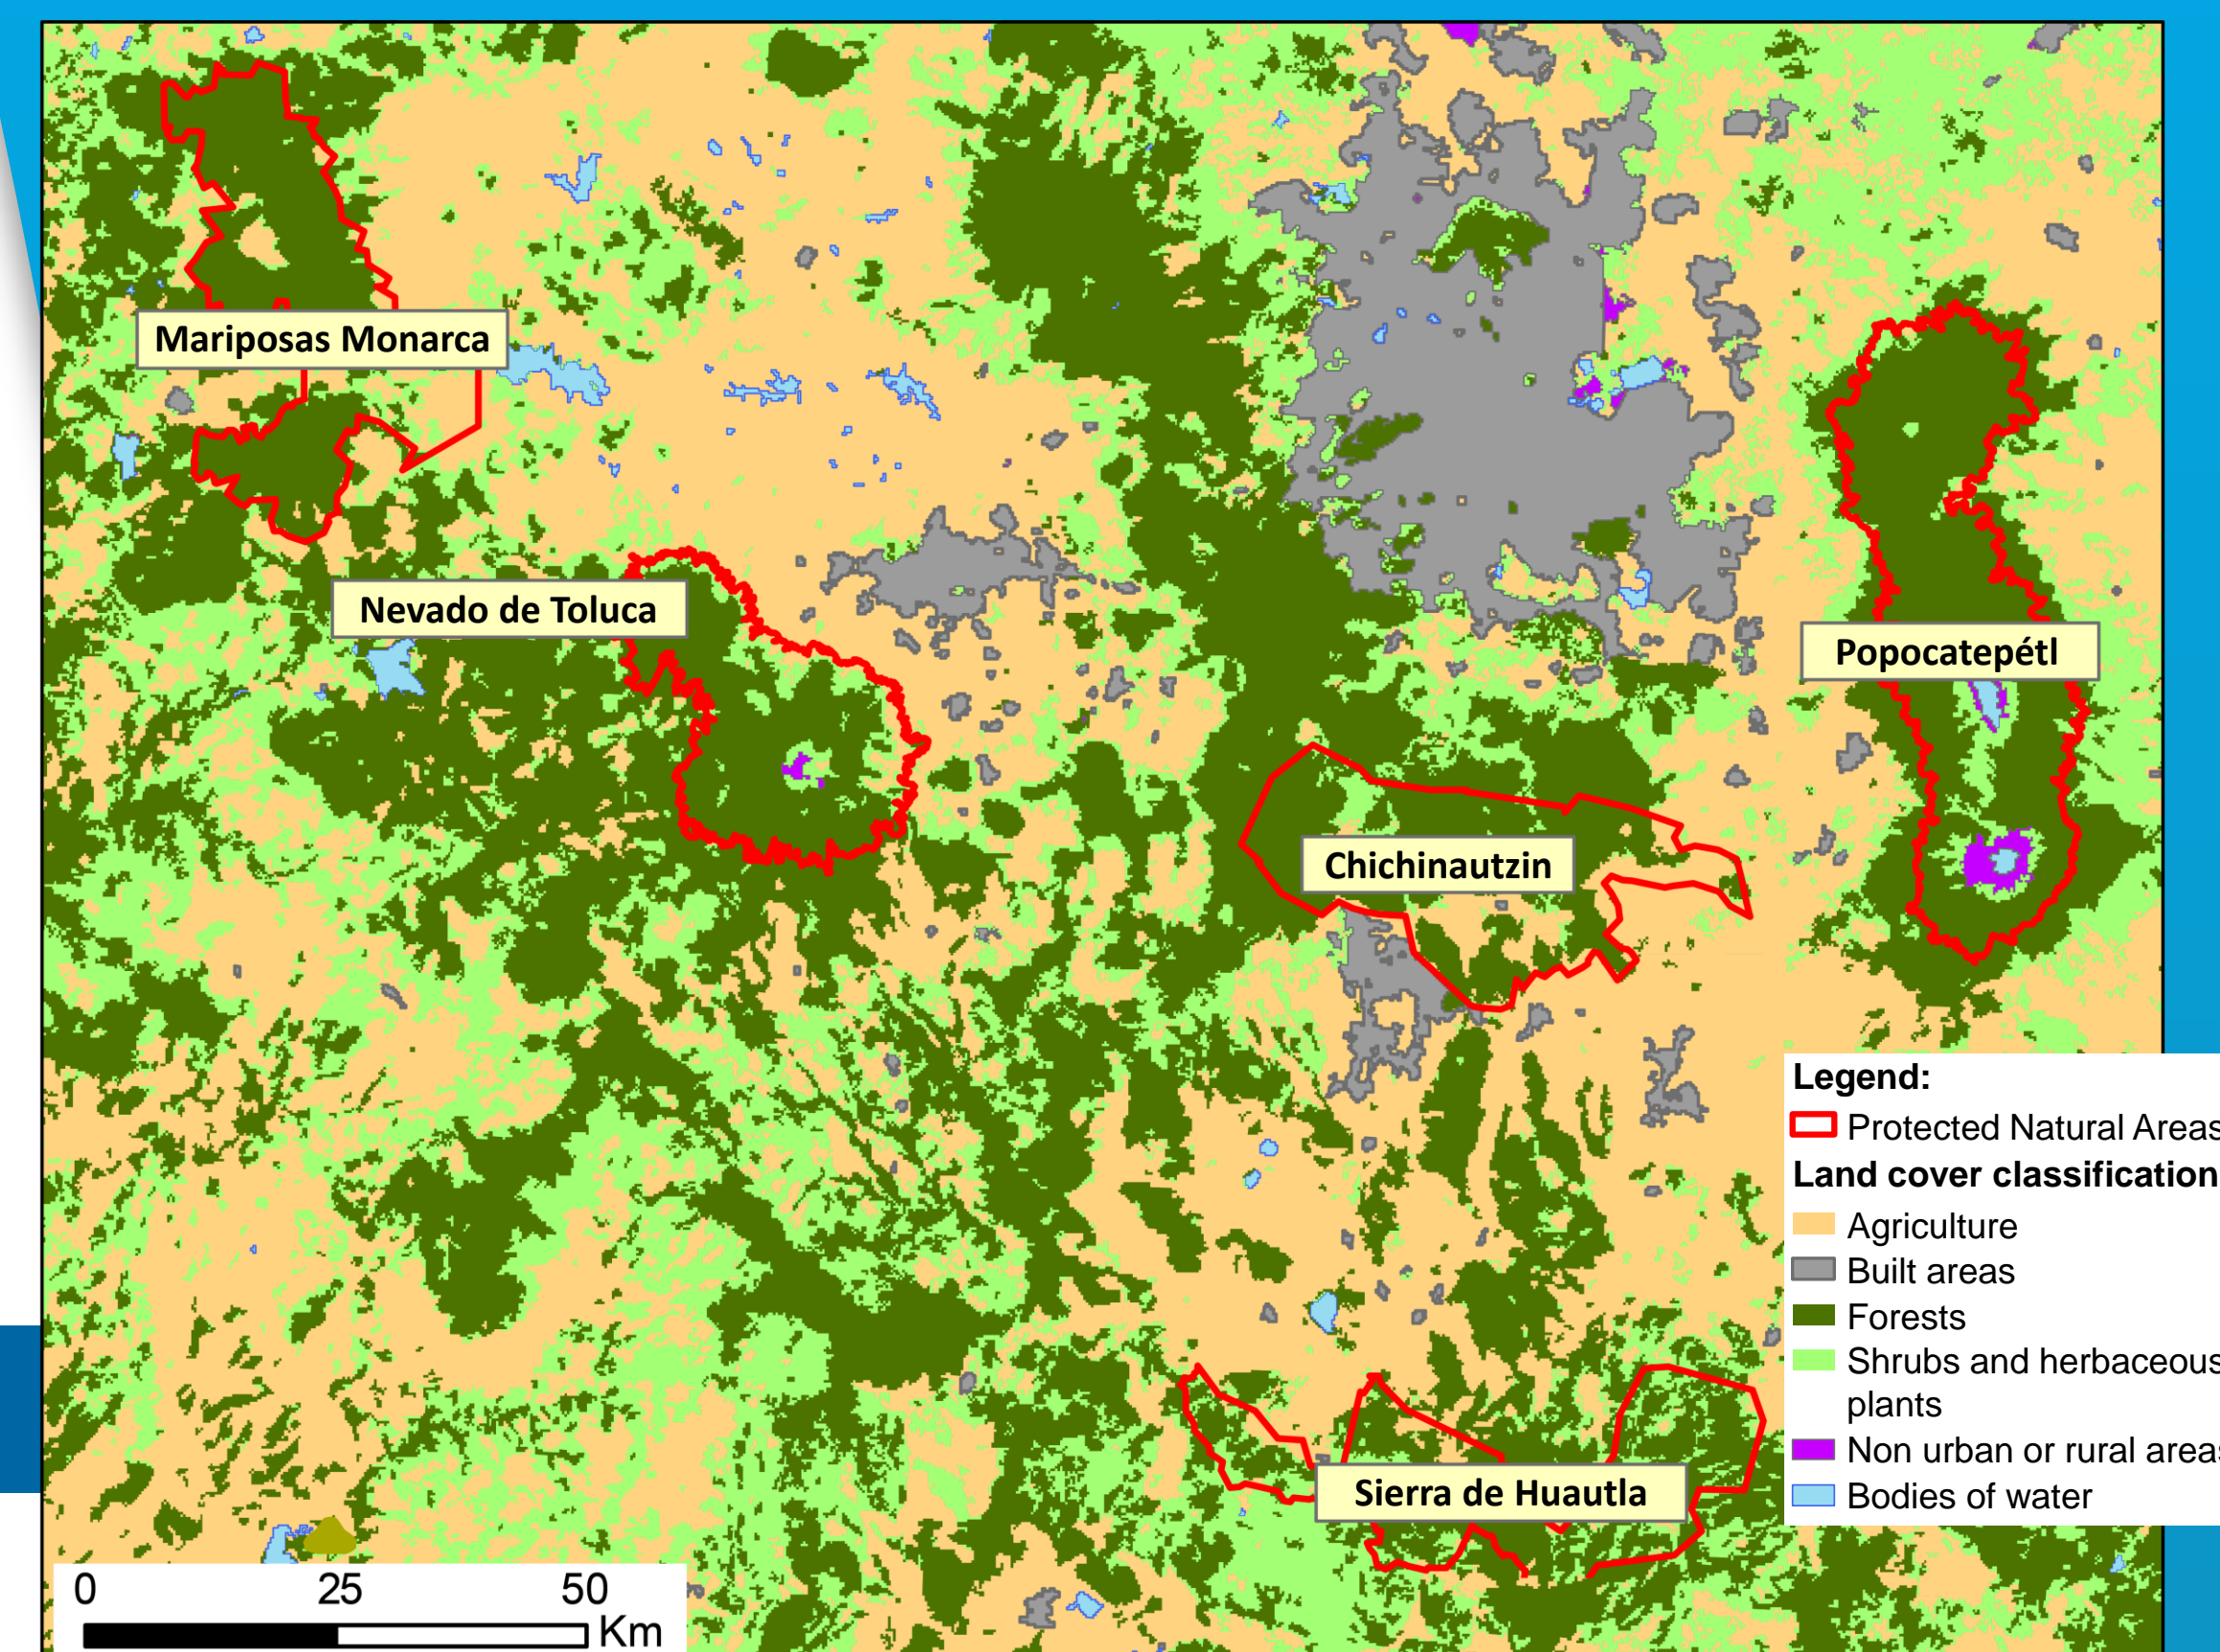 Mariposas Monarca
Nevado de Toluca
Popocatepétl
Chichinautzin
Sierra de Huautla
Legend:
Protected Natural Areas
Land cover classification
Agriculture
Built areas
Forests
Shrubs and herbaceous
plants
Non urban or rural areas
Bodies of water
0 25 50
Km